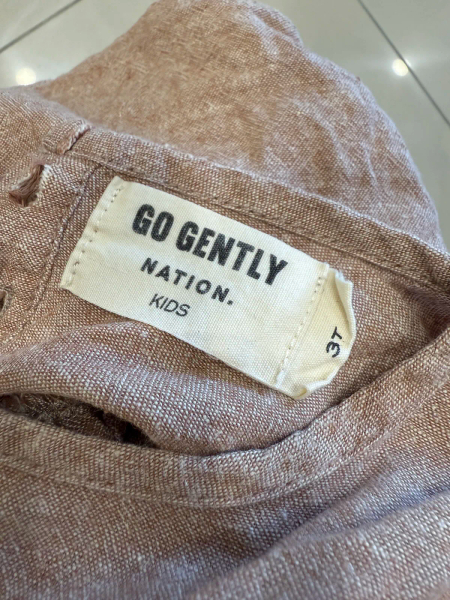 GO GENTLY
NATION.
KIDS
3T